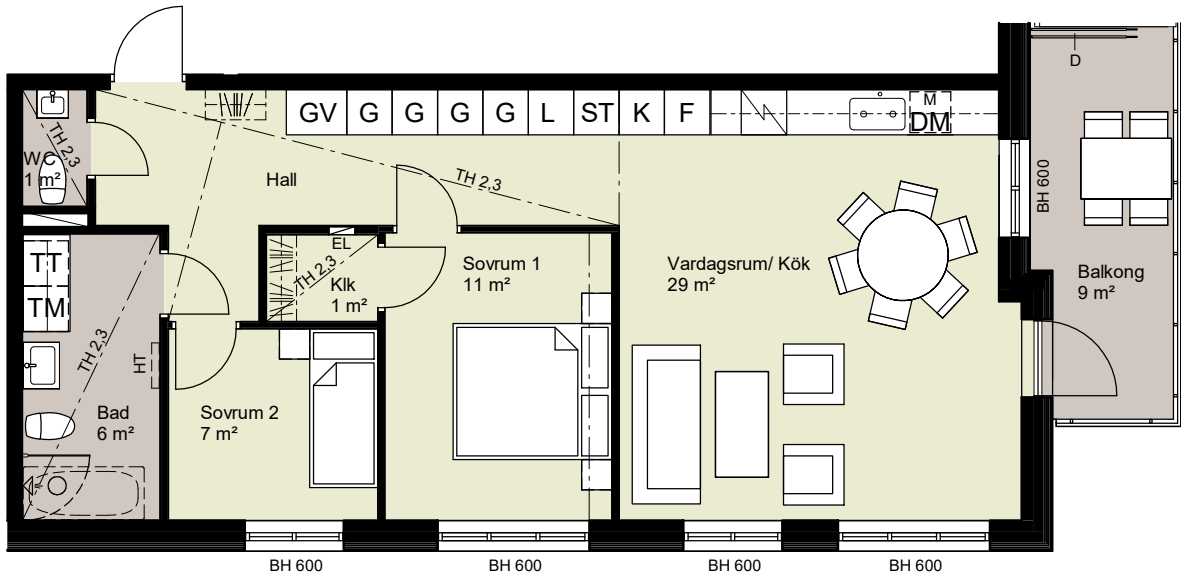 D
GV G G G G L ST K F
M
DM
WC
1 m²
TH 2,3
Hall
TH 2,3
BH 600
EL
TT
TM
TH 2,3
Klk
1 m²
Sovrum 1
11 m²
Vardagsrum/ Kök
29 m²
Balkong
9 m²
TH 2,3
HT
Bad
6 m²
Sovrum 2
7 m²
BH 600
BH 600
BH 600
BH 600